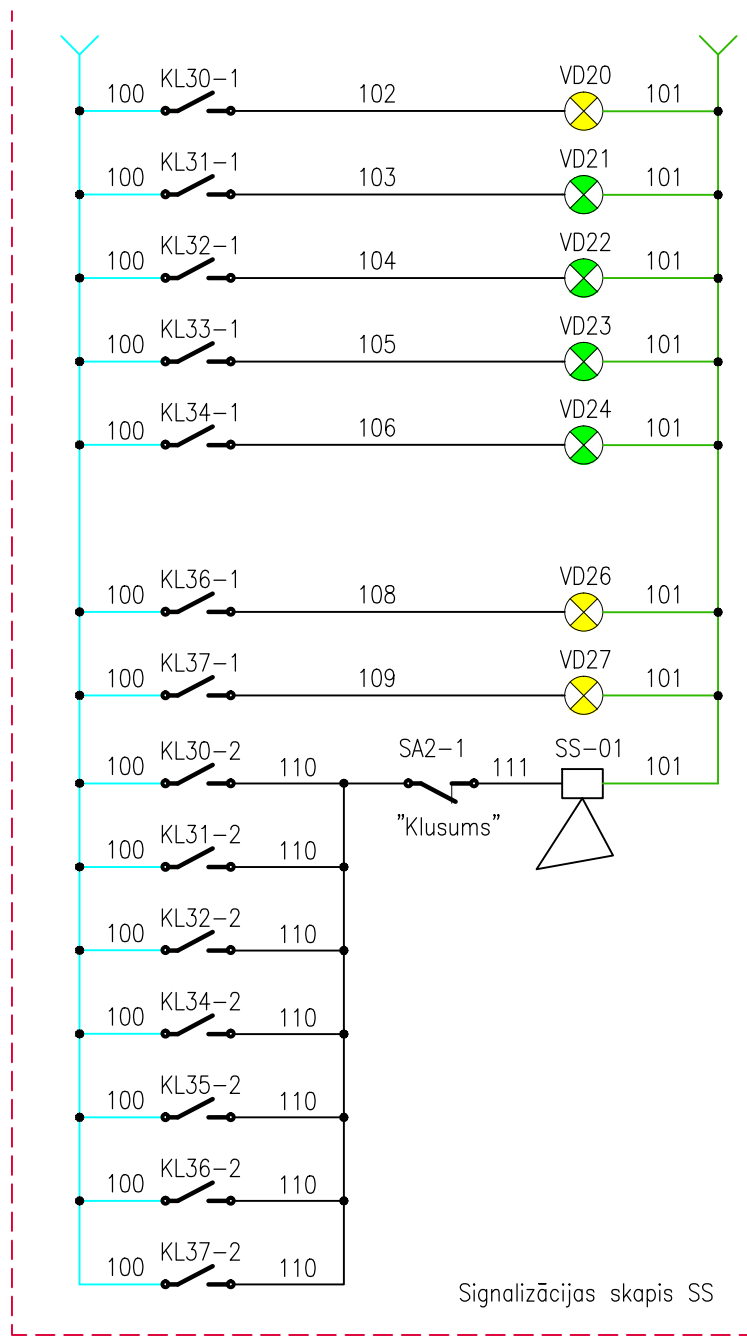 KL30-1 VD20
100 102 101
KL31-1 VD21
100 103 101
KL32-1 VD22
100 104 101
KL33-1 VD23
100 105 101
KL34-1 VD24
100 106 101
KL36-1 VD26
100 108 101
KL37-1 VD27
100 109 101
KL30-2 SA2-1 SS-01
100 110 111 101
"Klusums"
KL31-2
100 110
KL32-2
100 110
KL34-2
100 110
KL35-2
100 110
KL36-2
100 110
KL37-2
100 110
Signalizācijas skapis SS